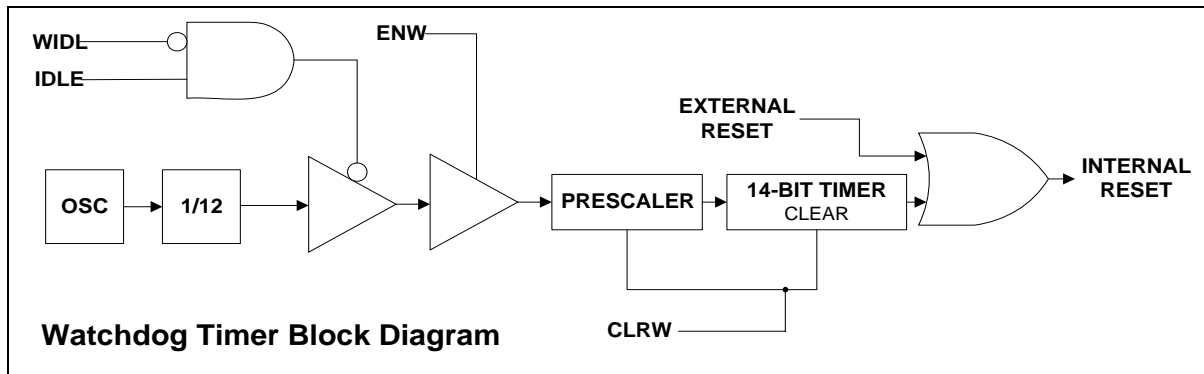 WIDL
IDLE
ENW
EXTERNAL
RESET
OSC
1/12
PRESCALER
14-BIT TIMER
CLEAR
INTERNAL
RESET
CLRW
Watchdog Timer Block Diagram